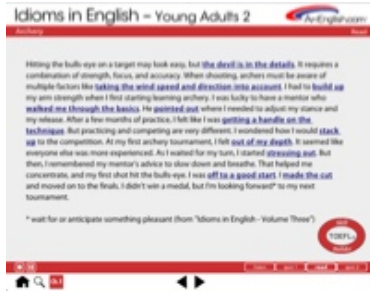 Idioms in English – Young Adults 2
Archery
Read
Hitting the bulls-eye on a target may look easy, but the devil is in the details. It requires a
combination of strength, focus, and accuracy. When shooting, archers must be aware of
multiple factors like taking the wind speed and direction into account. I had to build up
my arm strength when I first starting learning archery. I was lucky to have a mentor who
walked me through the basics. He pointed out where I needed to adjust my stance and
my release. After a few months of practice, I felt like I was getting a handle on the
technique. But practicing and competing are very different. I wondered how I would stack
up to the competition. At my first archery tournament, I felt out of my depth. It seemed like
everyone else was more experienced. As I waited for my turn, I started stressing out. But
then, I remembered my mentor's advice to slow down and breathe. That helped me
concentrate, and my first shot hit the bulls-eye. I was off to a good start. I made the cut
and moved on to the finals. I didn't win a medal, but I'm looking forward* to my next
tournament.
* wait for or anticipate something pleasant (from "Idioms in English - Volume Three")